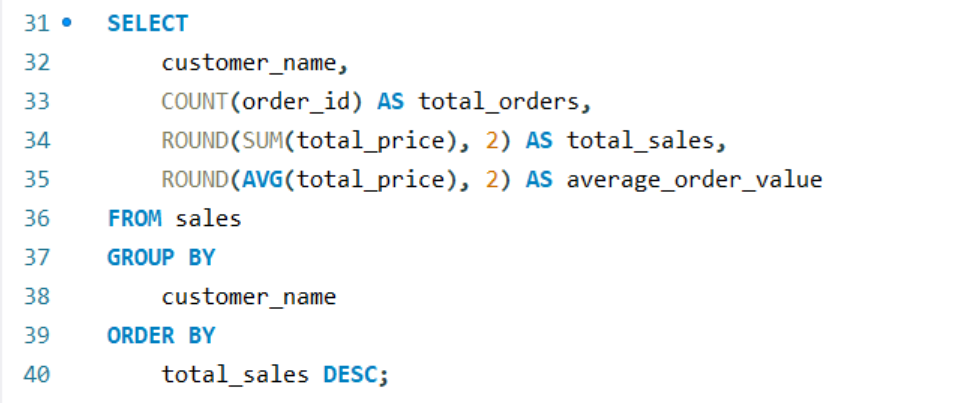 31 SELECT
32 customer_name,
33 COUNT(order_id) AS total_orders,
34 ROUND(SUM(total_price), 2) AS total_sales,
35 ROUND(AVG(total_price), 2) AS average_order_value
36 FROM sales
37 GROUP BY
38 customer_name
39 ORDER BY
40 total_sales DESC;